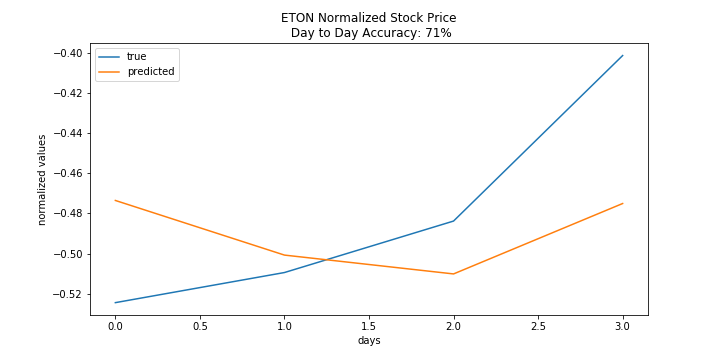 ETON Normalized Stock Price
Day to Day Accuracy: 71%
true
predicted
normalized values
−0.40
−0.42
−0.44
−0.46
−0.48
−0.50
−0.52
0.0 0.5 1.0 1.5 2.0 2.5 3.0
days